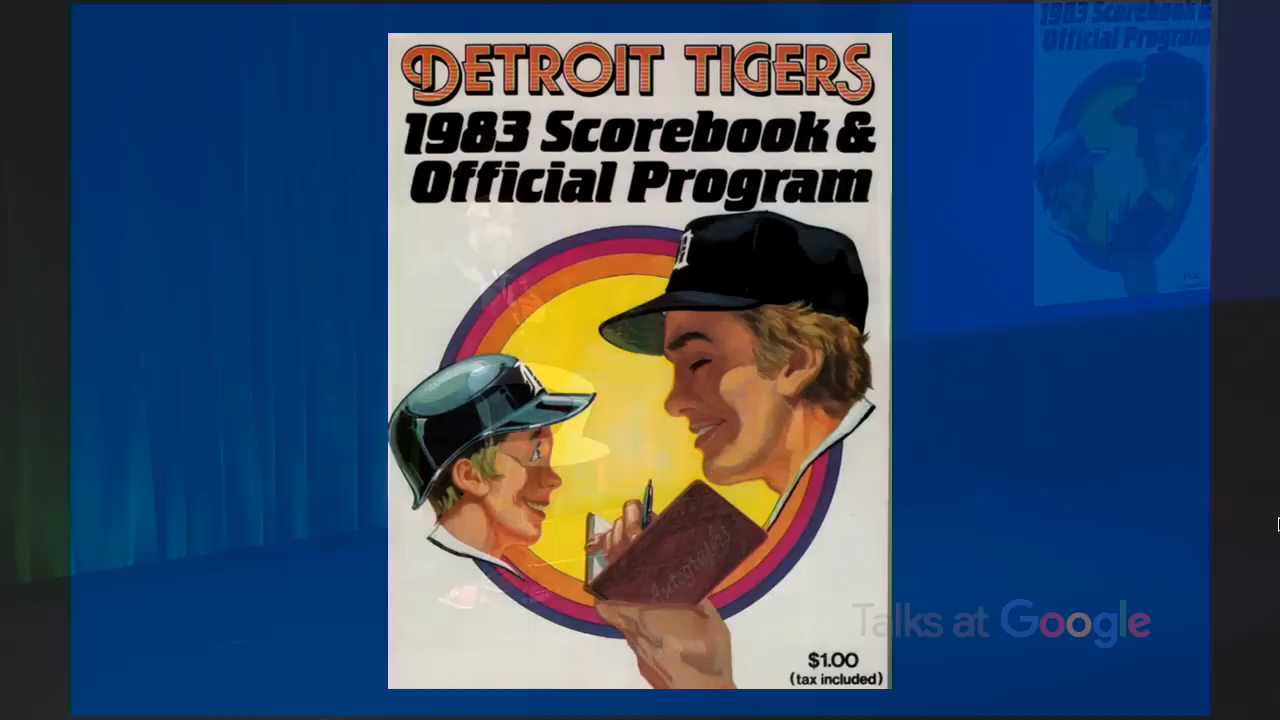 DETROIT TIGERS
1983 Scorebook &
Official Program
Autographs
$1.00
(tax included)
1983 Scorebook &
Official Program
Talks at Google